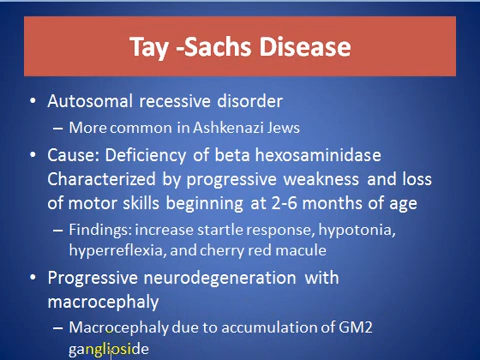 Tay -Sachs Disease
• Autosomal recessive disorder
– More common in Ashkenazi Jews
• Cause: Deficiency of beta hexosaminidase
Characterized by progressive weakness and loss
of motor skills beginning at 2-6 months of age
– Findings: increase startle response, hypotonia,
hyperreflexia, and cherry red macule
• Progressive neurodegeneration with
macrocephaly
– Macrocephaly due to accumulation of GM2
ganglioside